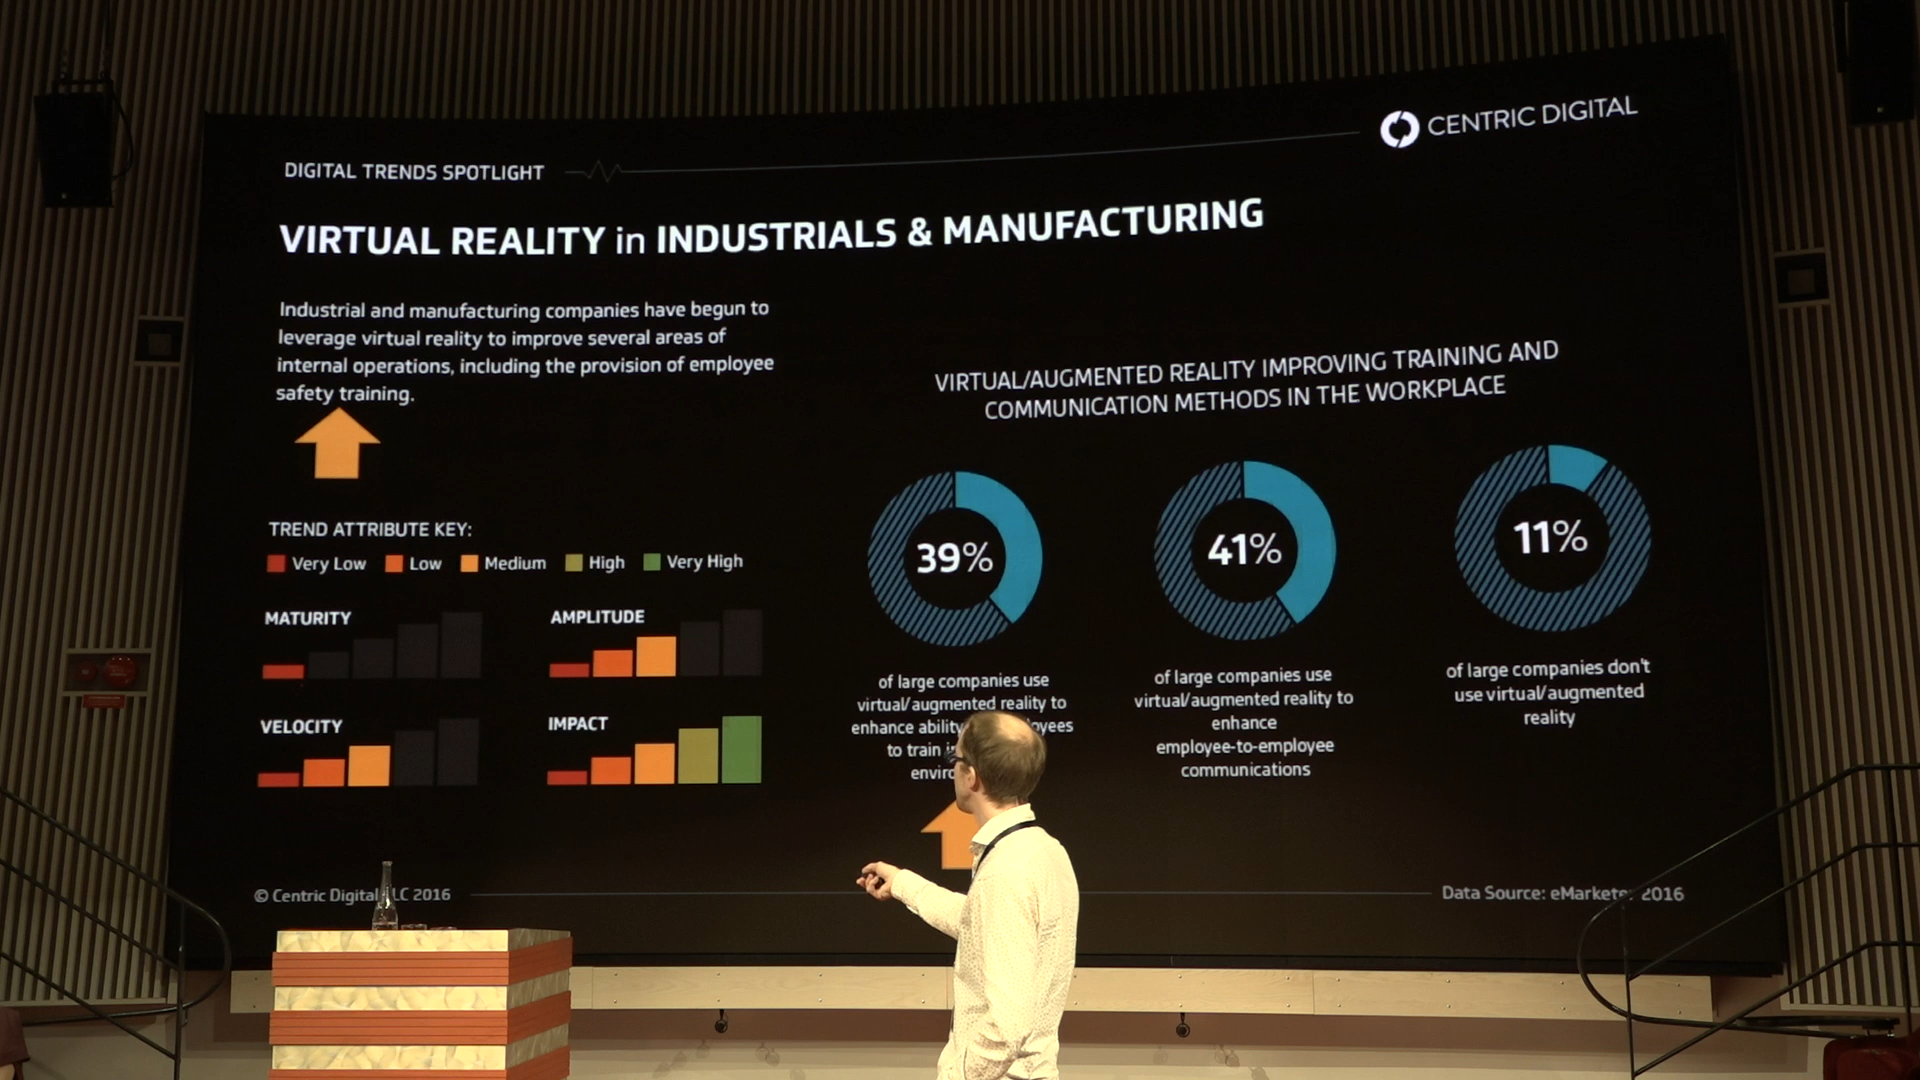 CENTRIC DIGITAL
DIGITAL TRENDS SPOTLIGHT
VIRTUAL REALITY in INDUSTRIALS & MANUFACTURING
Industrial and manufacturing companies have begun to
leverage virtual reality to improve several areas of
internal operations, including the provision of employee
safety training.
TREND ATTRIBUTE KEY:
Very Low Low Medium High Very High
MATURITY
AMPLITUDE
VELOCITY
IMPACT
VIRTUAL/AUGMENTED REALITY IMPROVING TRAINING AND
COMMUNICATION METHODS IN THE WORKPLACE
39%
of large companies use
virtual/augmented reality to
enhance ability
to train
41%
of large companies use
virtual/augmented reality to
enhance
employee-to-employee
communications
11%
of large companies don't
use virtual/augmented
reality
© Centric Digital LC 2016
Data Source: eMarketer 2016